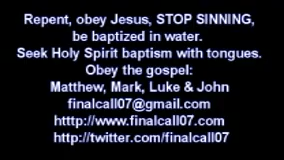 Repent, obey Jesus, STOP SINNING,
be baptized in water.
Seek Holy Spirit baptism with tongues.
Obey the gospel:
Matthew, Mark, Luke & John
finalcall07@gmail.com
htttp://www.finalcall07.com
http://twitter.com/finalcall07